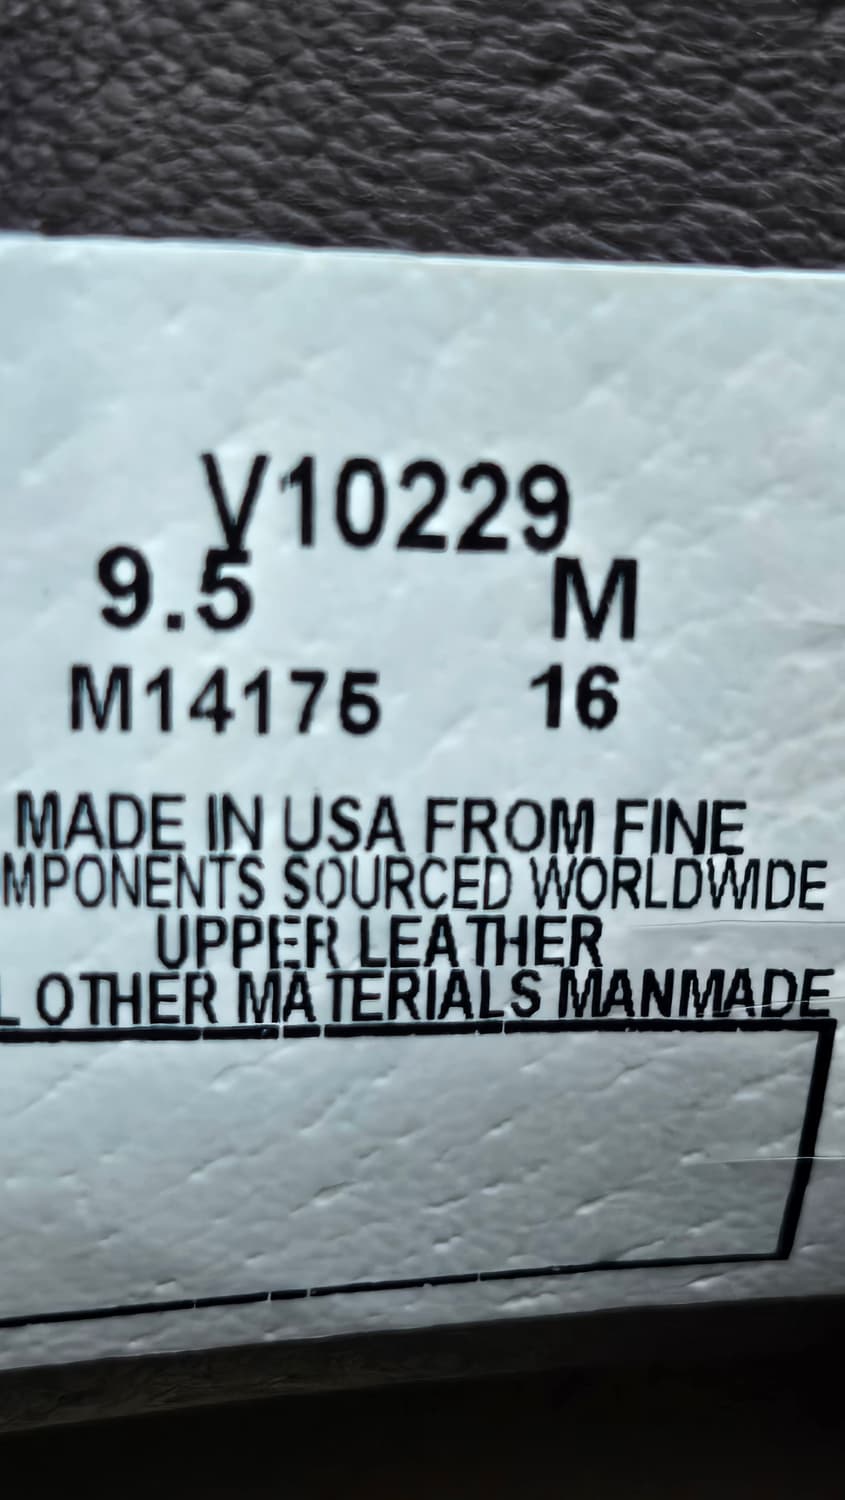 V10229
9.5 M
M14175 16
MADE IN USA FROM FINE
MPONENTS SOURCED WORLDWIDE
UPPER LEATHER
L OTHER MATERIALS MANMADE